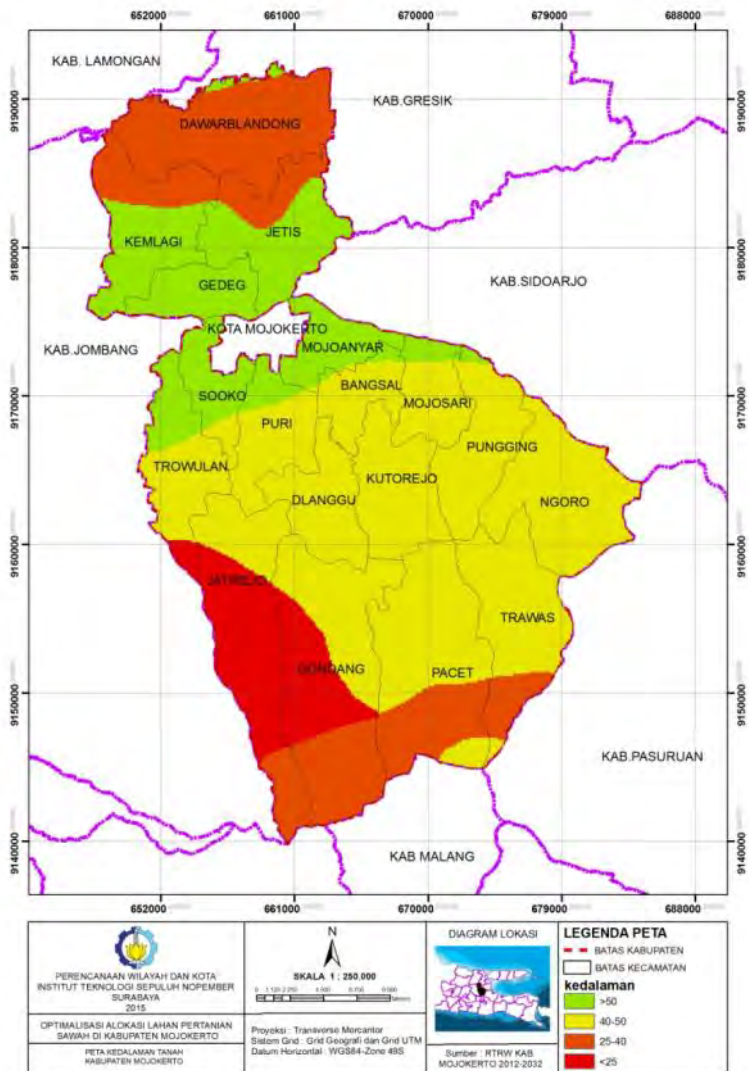 652000 661000 670000 679000 688000
KAB. LAMONGAN
KAB.GRESIK
9190000 9190000
DAWARBLANDONG
KEMLAGI
JETIS
9180000 9180000
GEDEG
KAB.SIDOARJO
KOTA MOJOKERTO
KAB.JOMBANG
MOJOANYAR
BANGSAL
SOOKO
9170000 9170000
MOJOSARI
PURI
PUNGGING
TROWULAN
KUTOREJO
DLANGGU
NGORO
9160000 9160000
JATIREJO
TRAWAS
GONDANG
PACET
9150000 9150000
KAB.PASURUAN
9140000 9140000
KAB MALANG
652000 661000 670000 679000 688000
PERENCANAAN WILAYAH DAN KOTA
INSTITUT TEKNOLOGI SEPULUH NOPEMBER
SURABAYA
2015
OPTIMALISASI ALOKASI LAHAN PERTANIAN
SAWAH DI KABUPATEN MOJOKERTO
PETA KEDALAMAN TANAH
KABUPATEN MOJOKERTO
N
SKALA 1 : 250.000
Proyeksi : Transverse Mercantor
Sistem Grid : Grid Geografi dan Grid UTM
Datum Horizontal : WGS84-Zone 49S
DIAGRAM LOKASI
Sumber : RTRW KAB
MOJOKERTO 2012-2032
LEGENDA PETA
BATAS KABUPATEN
BATAS KECAMATAN
kedalaman
>50
40-50
25-40
<25